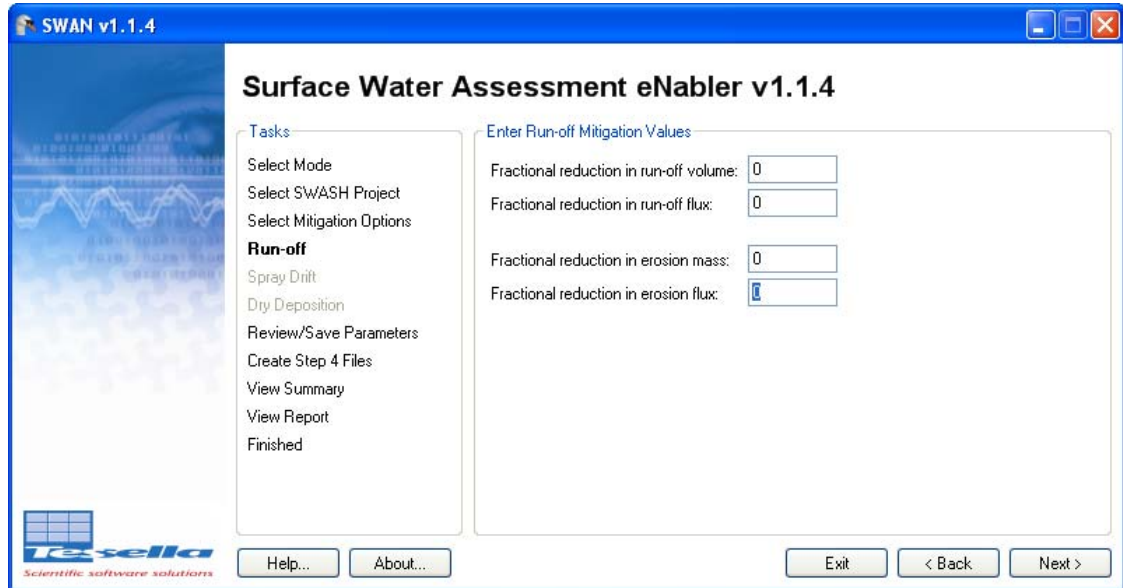 SWAN v1.1.4
Surface Water Assessment eNabler v1.1.4
Tasks
Select Mode
Select SWASH Project
Select Mitigation Options
Run-off
Spray Drift
Dry Deposition
Review/Save Parameters
Create Step 4 Files
View Summary
View Report
Finished
Enter Run-off Mitigation Values
Fractional reduction in run-off volume: 0
Fractional reduction in run-off flux: 0
Fractional reduction in erosion mass: 0
Fractional reduction in erosion flux: 0
Tessella
Scientific software solutions
Help...
About...
Exit
< Back
Next >